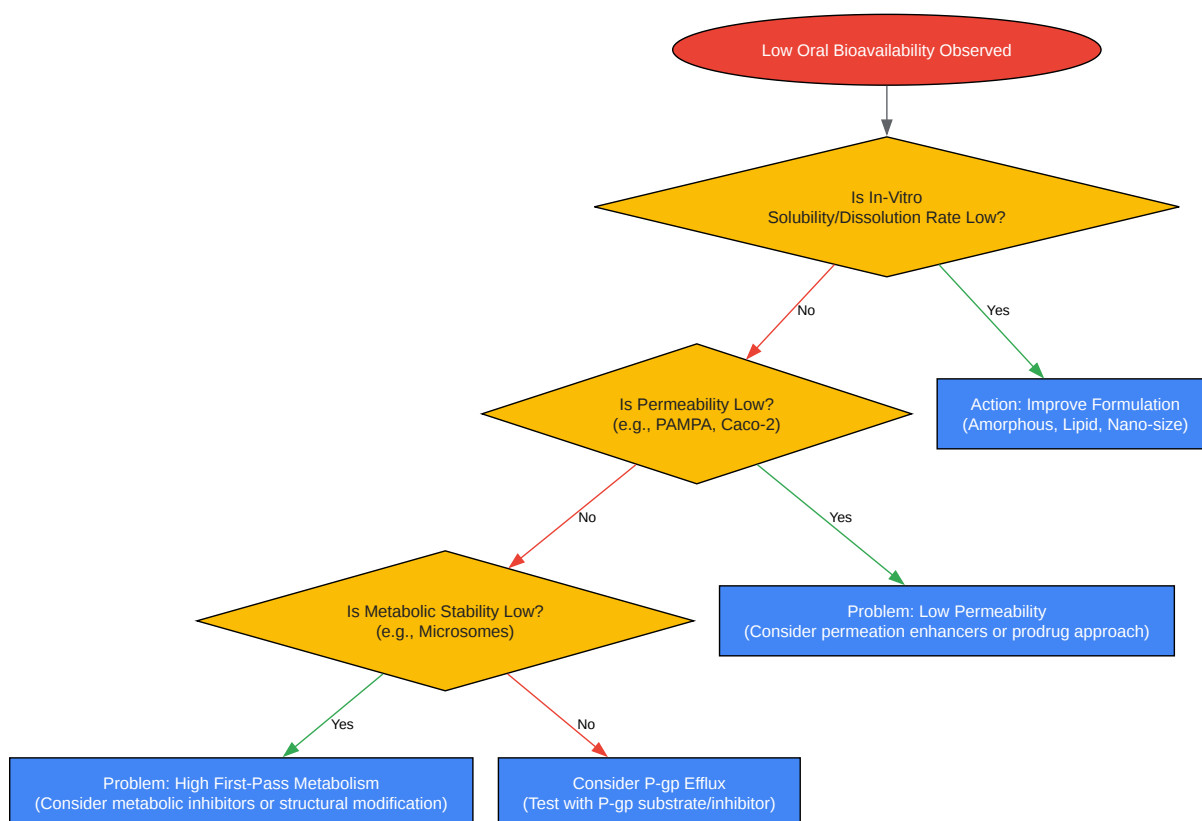 Low Oral Bioavailability Observed
Is In-Vitro
Solubility/Dissolution Rate Low?
No
Yes
Is Permeability Low?
(e.g., PAMPA, Caco-2)
Action: Improve Formulation
(Amorphous, Lipid, Nano-size)
No
Yes
Is Metabolic Stability Low?
(e.g., Microsomes)
Problem: Low Permeability
(Consider permeation enhancers or prodrug approach)
Yes
No
Problem: High First-Pass Metabolism
(Consider metabolic inhibitors or structural modification)
Consider P-gp Efflux
(Test with P-gp substrate/inhibitor)